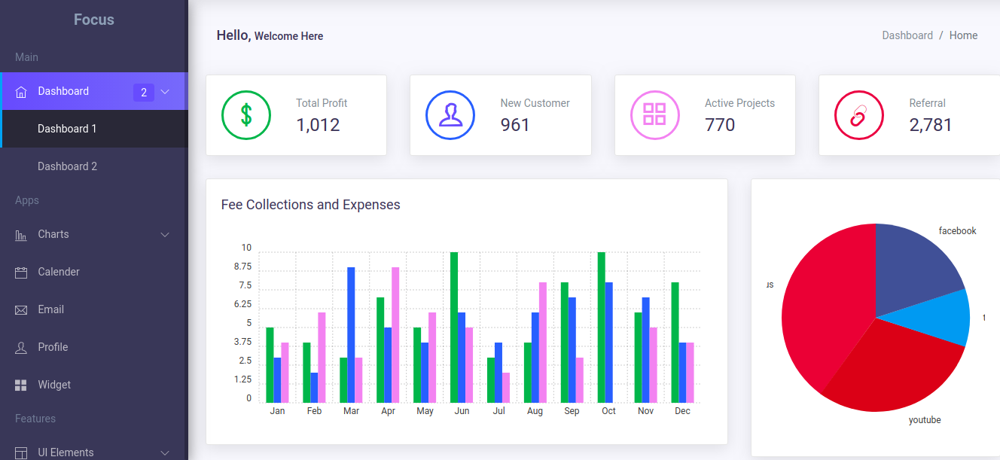 Focus
Main
Dashboard 2
Dashboard 1
Dashboard 2
Apps
Charts
Calender
Email
Profile
Widget
Features
UI Elements
Hello, Welcome Here
Dashboard / Home
Total Profit
1,012
New Customer
961
Active Projects
770
Referral
2,781
Fee Collections and Expenses
10
8.75
7.5
6.25
5
3.75
2.5
1.25
0
Jan Feb Mar Apr May Jun Jul Aug Sep Oct Nov Dec
facebook
t
youtube